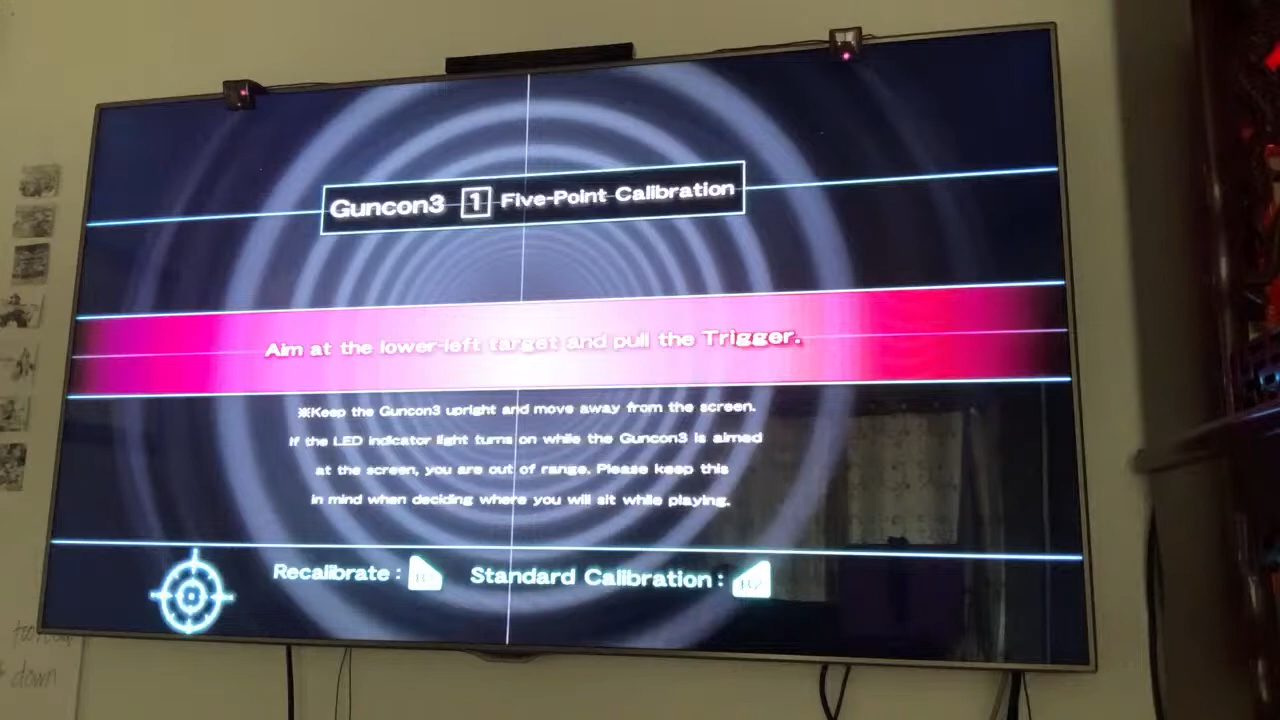 Guncon3 1 Five-Point Calibration
Aim at the lower-left target and pull the Trigger.
※Keep the Guncon3 upright and move away from the screen.
If the LED indicator light turns on while the Guncon3 is aimed
at the screen, you are out of range. Please keep this
in mind when deciding where you will sit while playing.
Recalibrate : Standard Calibration : B2
down